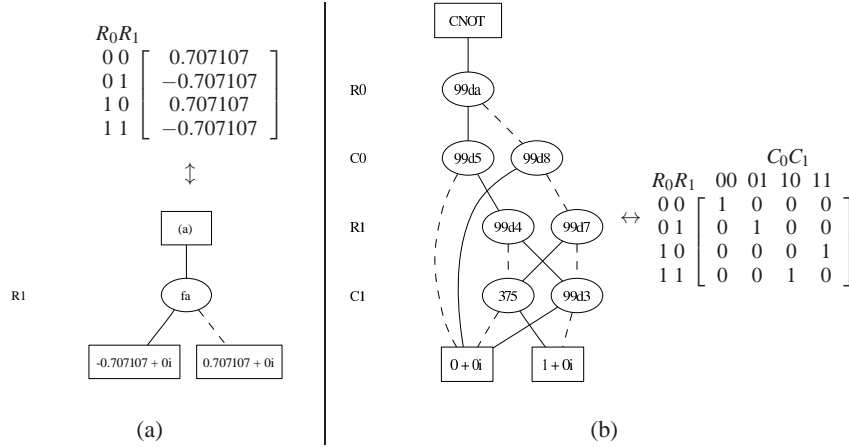 R0R1
0 0 0.707107
0 1 −0.707107
1 0 0.707107
1 1 −0.707107
↕
(a)
R1
fa
-0.707107 + 0i 0.707107 + 0i
(a)
CNOT
R0 99da
C0 99d5 99d8
R1 99d4 99d7
C1 375 99d3
0 + 0i 1 + 0i
↔
C0C1
R0R1 00 01 10 11
0 0 1 0 0 0
0 1 0 1 0 0
1 0 0 0 0 1
1 1 0 0 1 0
(b)